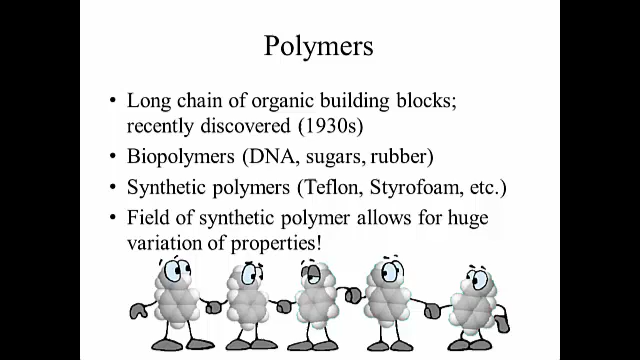 Polymers
• Long chain of organic building blocks;
recently discovered (1930s)
• Biopolymers (DNA, sugars, rubber)
• Synthetic polymers (Teflon, Styrofoam, etc.)
• Field of synthetic polymer allows for huge
variation of properties!